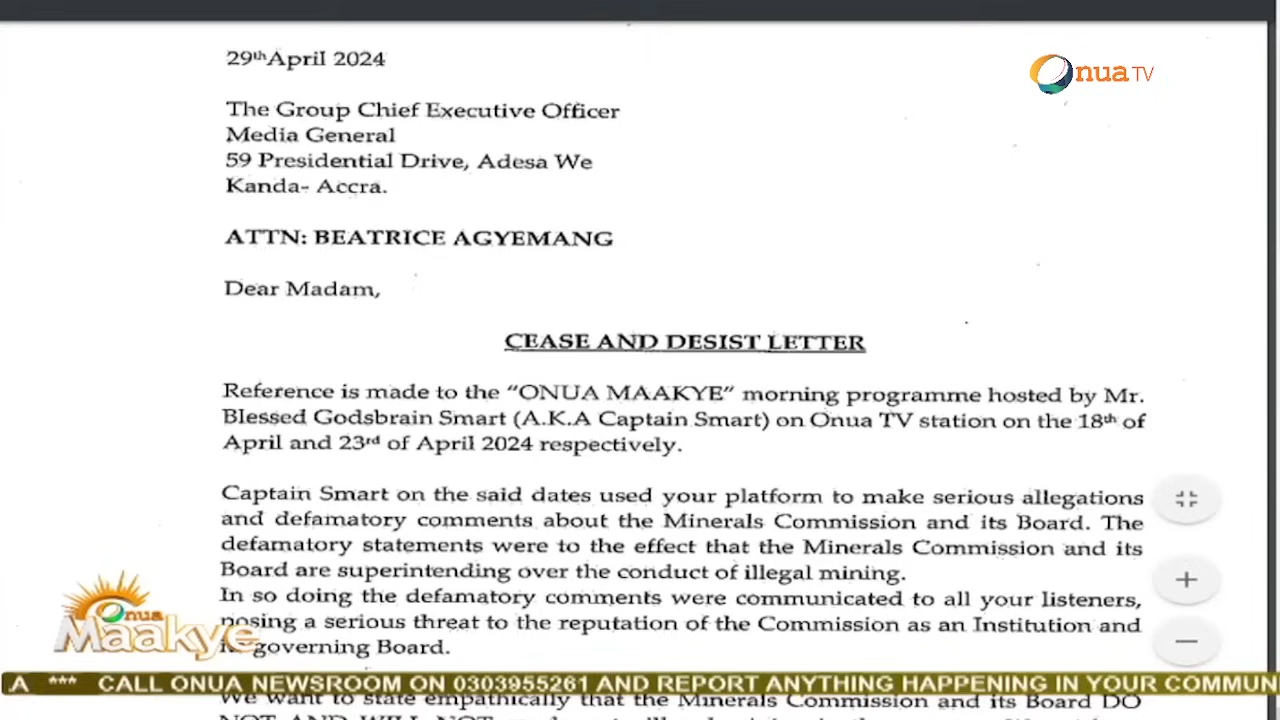 29th April 2024
Onua TV
The Group Chief Executive Officer
Media General
59 Presidential Drive, Adesa We
Kanda- Accra.
ATTN: BEATRICE AGYEMANG
Dear Madam,
CEASE AND DESIST LETTER
Reference is made to the “ONUA MAAKYE” morning programme hosted by Mr.
Blessed Godsbrain Smart (A.K.A Captain Smart) on Onua TV station on the 18th of
April and 23rd of April 2024 respectively.
Captain Smart on the said dates used your platform to make serious allegations
and defamatory comments about the Minerals Commission and its Board. The
defamatory statements were to the effect that the Minerals Commission and its
Board are superintending over the conduct of illegal mining.
In so doing the defamatory comments were communicated to all your listeners,
posing a serious threat to the reputation of the Commission as an Institution and
governing Board.
Onua
Maakye
A *** CALL ONUA NEWSROOM ON 0303955261 AND REPORT ANYTHING HAPPENING IN YOUR COMMUN
We want to state empathically that the Minerals Commission and its Board DO
NOT AND WILL NOT